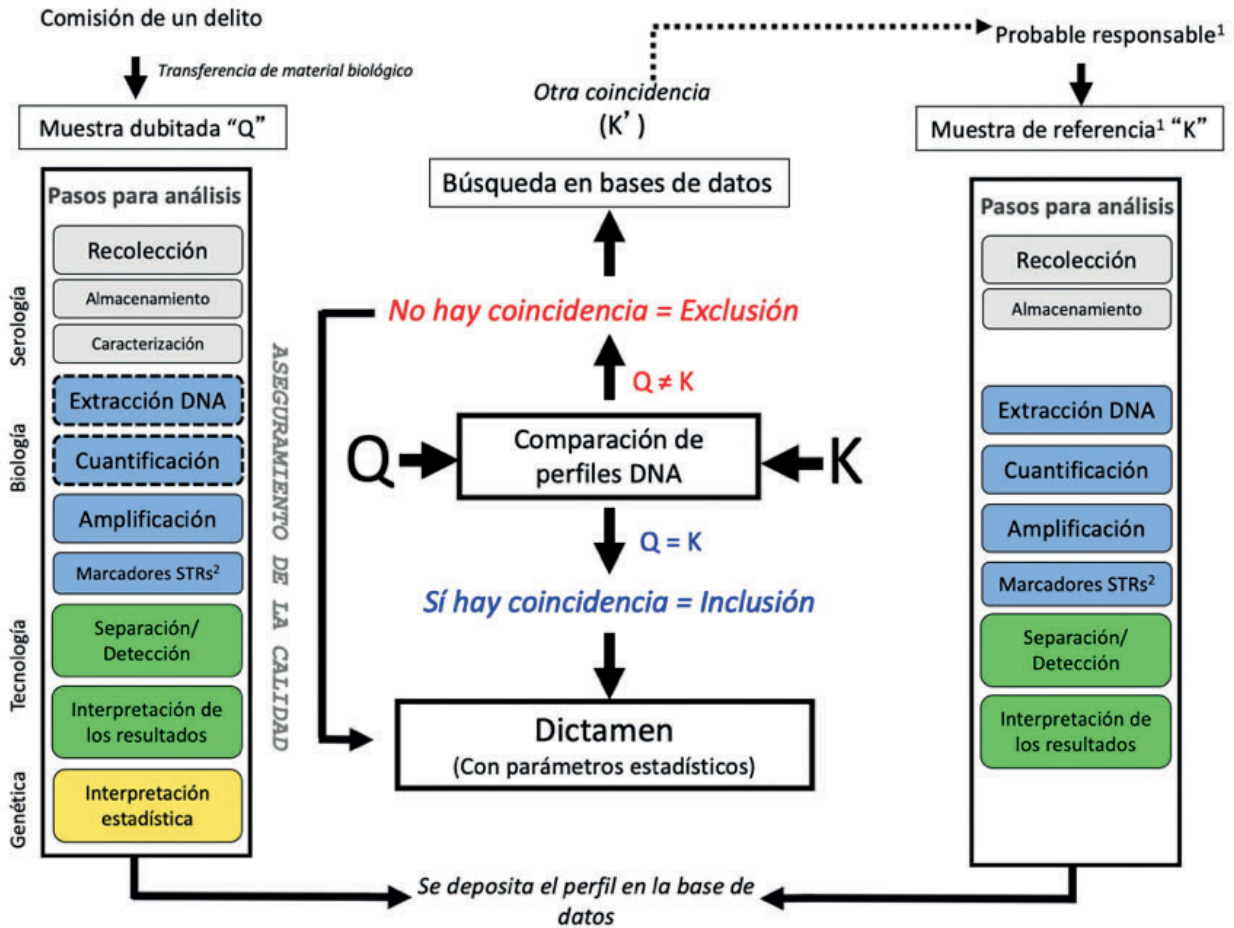 Comisión de un delito
Transferencia de material biológico
Muestra dubitada “Q”
Pasos para análisis
Recolección
Almacenamiento
Caracterización
Extracción DNA
Cuantificación
Amplificación
Marcadores STRs²
Separación/
Detección
Interpretación de
los resultados
Interpretación
estadística
Serología
Biología
Tecnología
Genética
ASEGURAMIENTO DE LA CALIDAD
Otra coincidencia
(K’ )
Búsqueda en bases de datos
No hay coincidencia = Exclusión
Q ≠ K
Q
Comparación de
perfiles DNA
K
Q = K
Sí hay coincidencia = Inclusión
Dictamen
(Con parámetros estadísticos)
Probable responsable¹
Muestra de referencia¹ “K”
Pasos para análisis
Recolección
Almacenamiento
Extracción DNA
Cuantificación
Amplificación
Marcadores STRs²
Separación/
Detección
Interpretación de
los resultados
Se deposita el perfil en la base de
datos